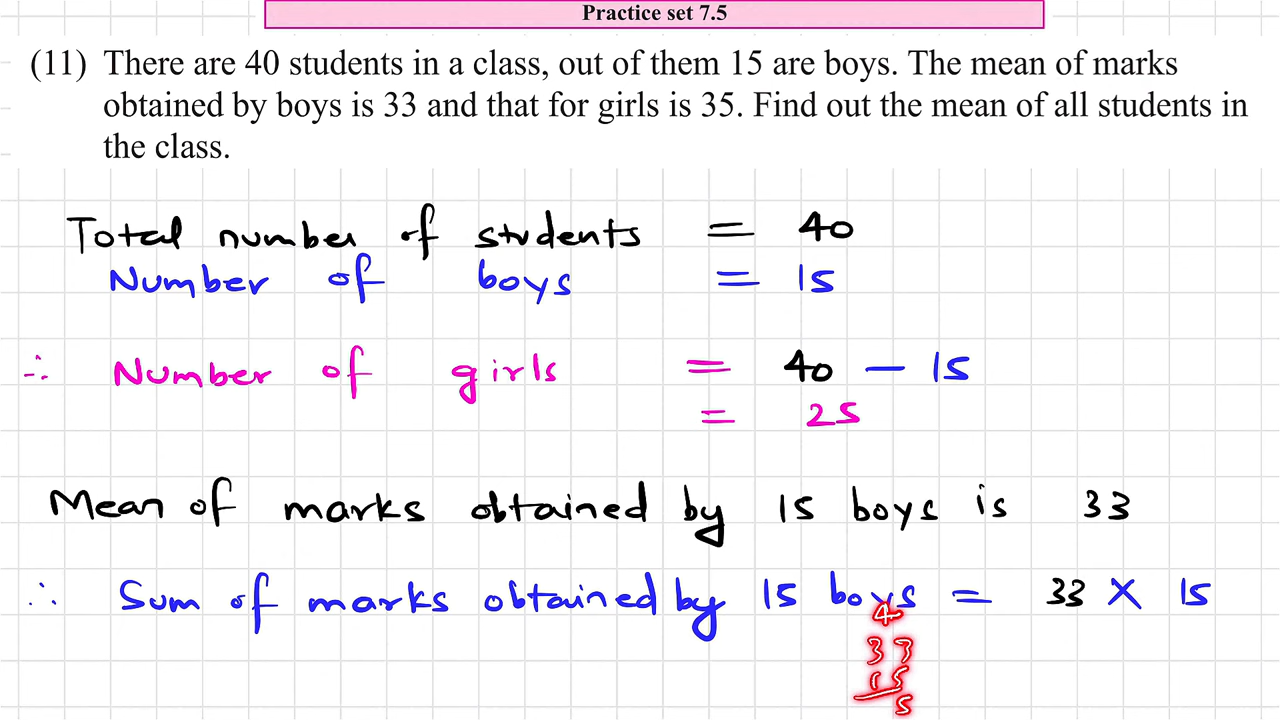 Practice set 7.5
(11) There are 40 students in a class, out of them 15 are boys. The mean of marks
obtained by boys is 33 and that for girls is 35. Find out the mean of all students in
the class.
Total number of students = 40
Number of boys = 15
∴ Number of girls = 40 - 15
= 25
Mean of marks obtained by 15 boys is 33
∴ Sum of marks obtained by 15 boys = 33 × 15
4
33
15
5